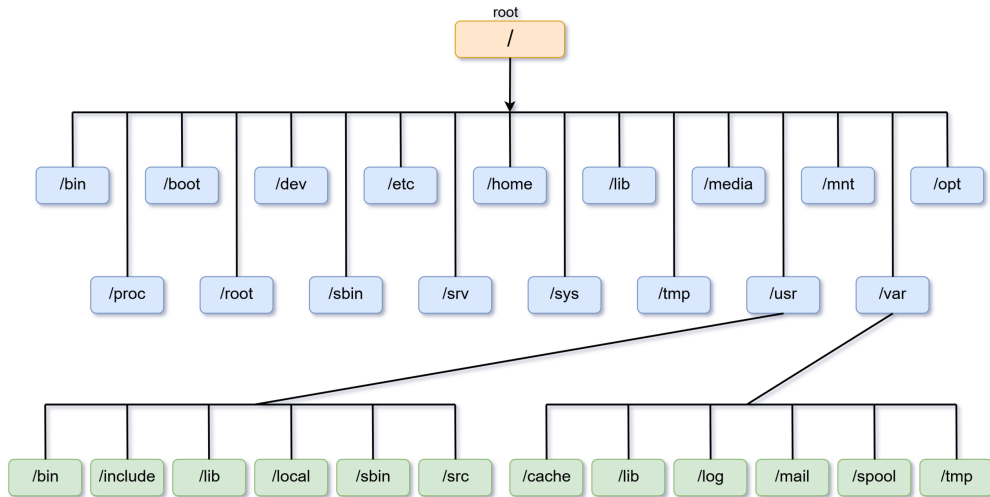 root
/
/bin
/boot
/dev
/etc
/home
/lib
/media
/mnt
/opt
/proc
/root
/sbin
/srv
/sys
/tmp
/usr
/var
/bin
/include
/lib
/local
/sbin
/src
/cache
/lib
/log
/mail
/spool
/tmp